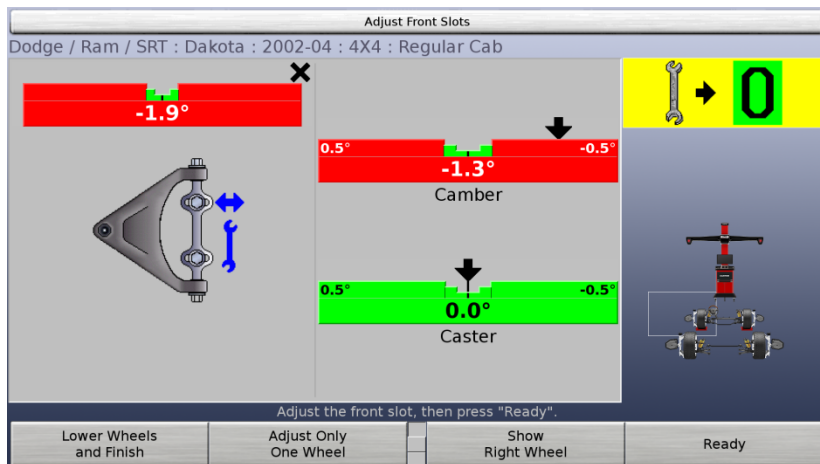 Adjust Front Slots
Dodge / Ram / SRT : Dakota : 2002-04 : 4X4 : Regular Cab
-1.9°
0.5°
-0.5°
-1.3°
Camber
0.5°
-0.5°
0.0°
Caster
0
Adjust the front slot, then press "Ready".
Lower Wheels
and Finish
Adjust Only
One Wheel
Show
Right Wheel
Ready